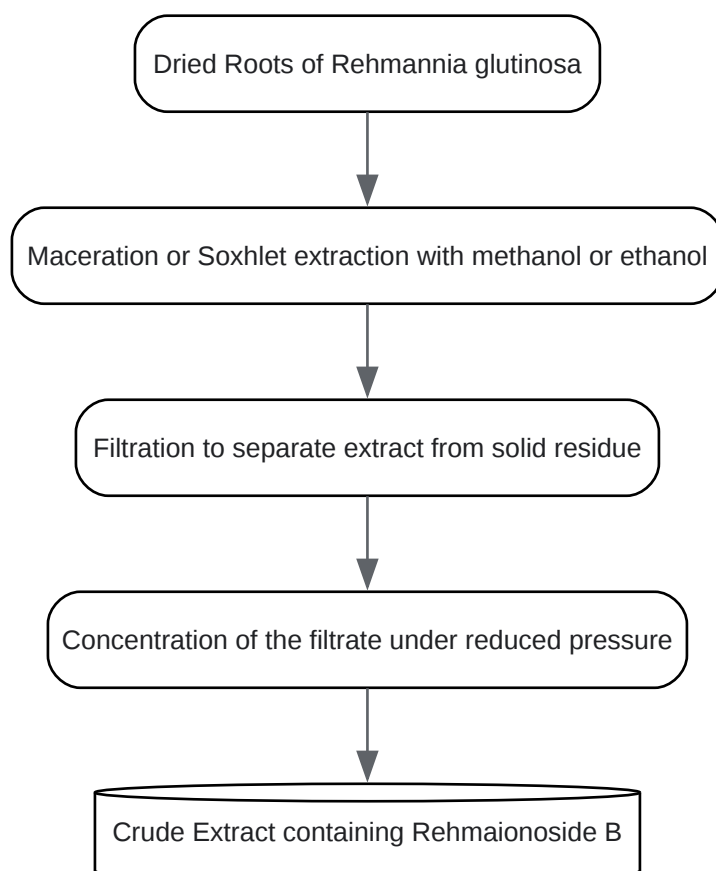 Dried Roots of Rehmannia glutinosa
Maceration or Soxhlet extraction with methanol or ethanol
Filtration to separate extract from solid residue
Concentration of the filtrate under reduced pressure
Crude Extract containing Rehmaionoside B